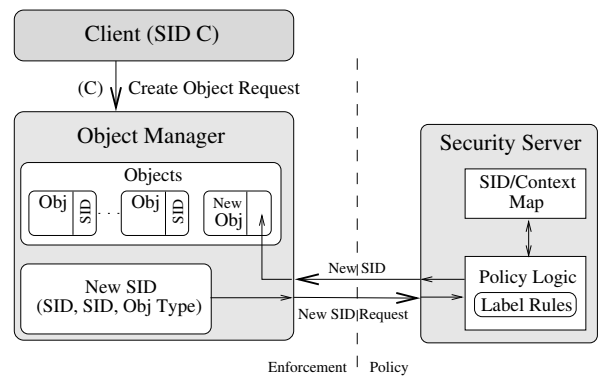 Client (SID C)
(C) Create Object Request
Object Manager
Objects
Obj SID . . . Obj SID New Obj
New SID
(SID, SID, Obj Type)
New SID
New SID Request
Security Server
SID/Context
Map
Policy Logic
Label Rules
Enforcement Policy